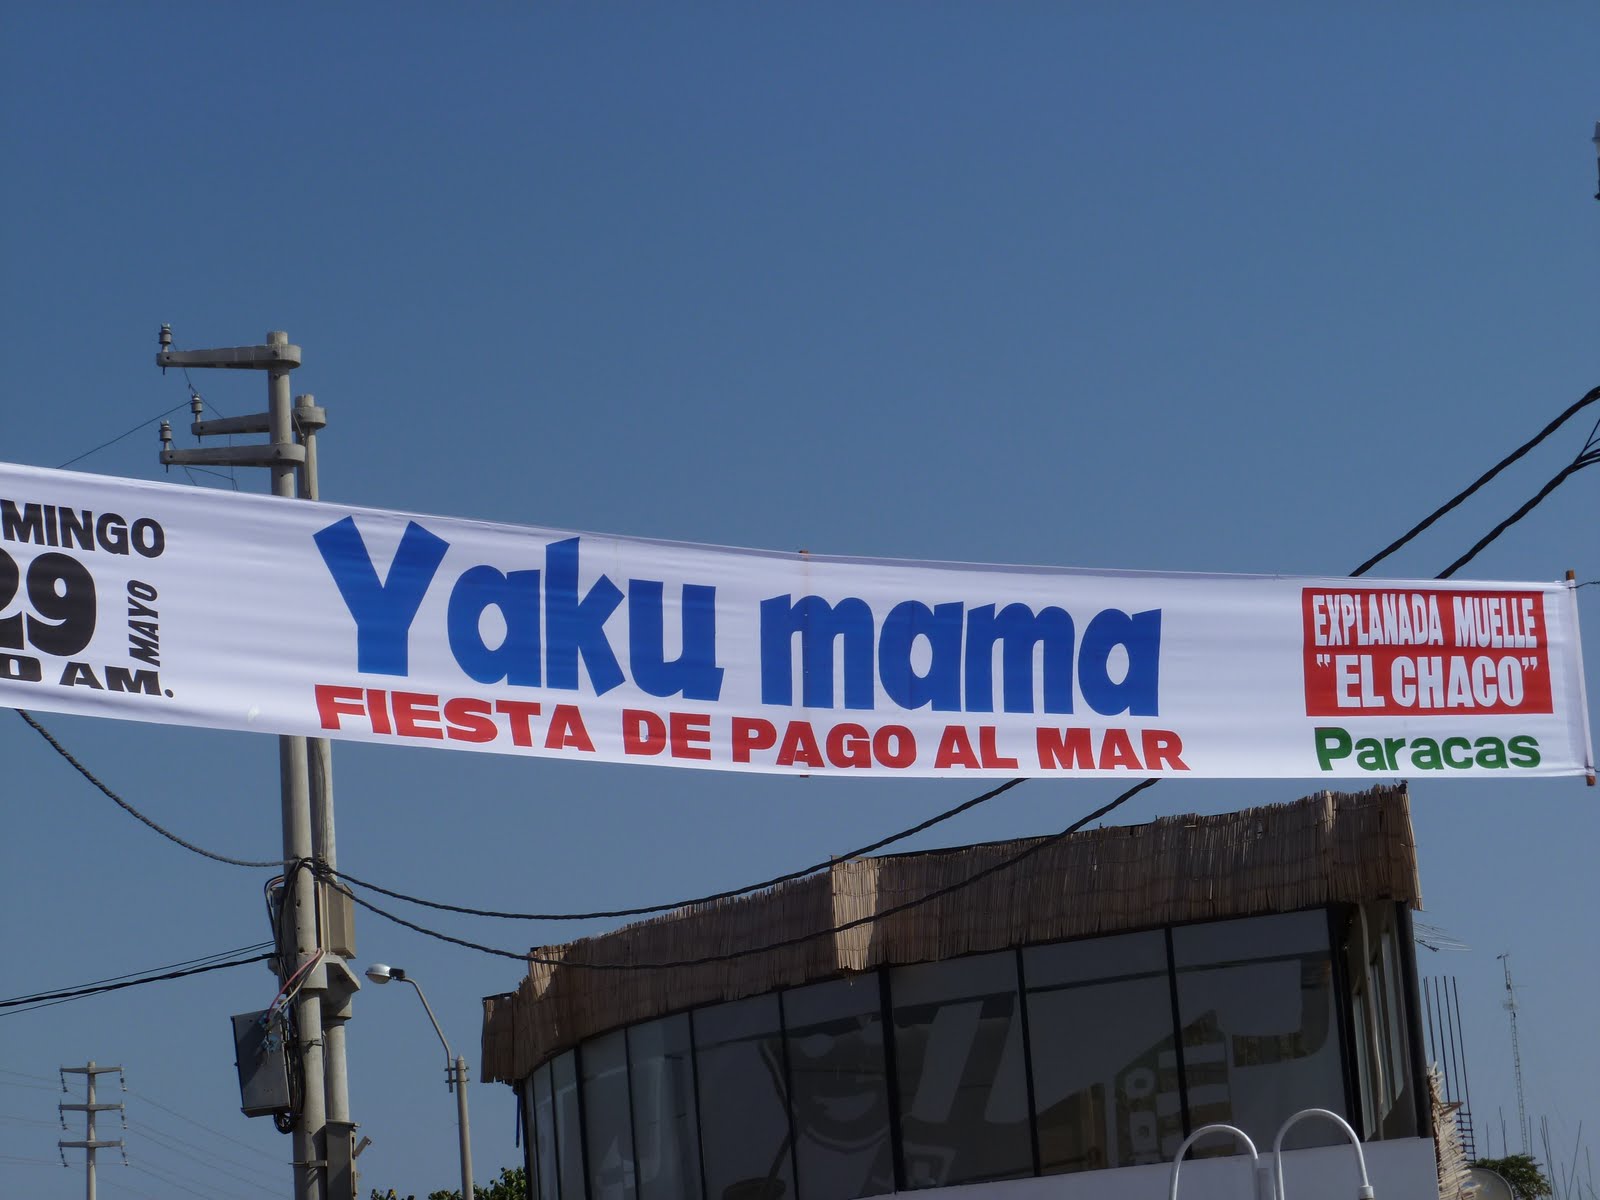 MINGO
29
MAYO
AM.
Yaku mama
FIESTA DE PAGO AL MAR
EXPLANADA MUELLE
"EL CHACO"
Paracas